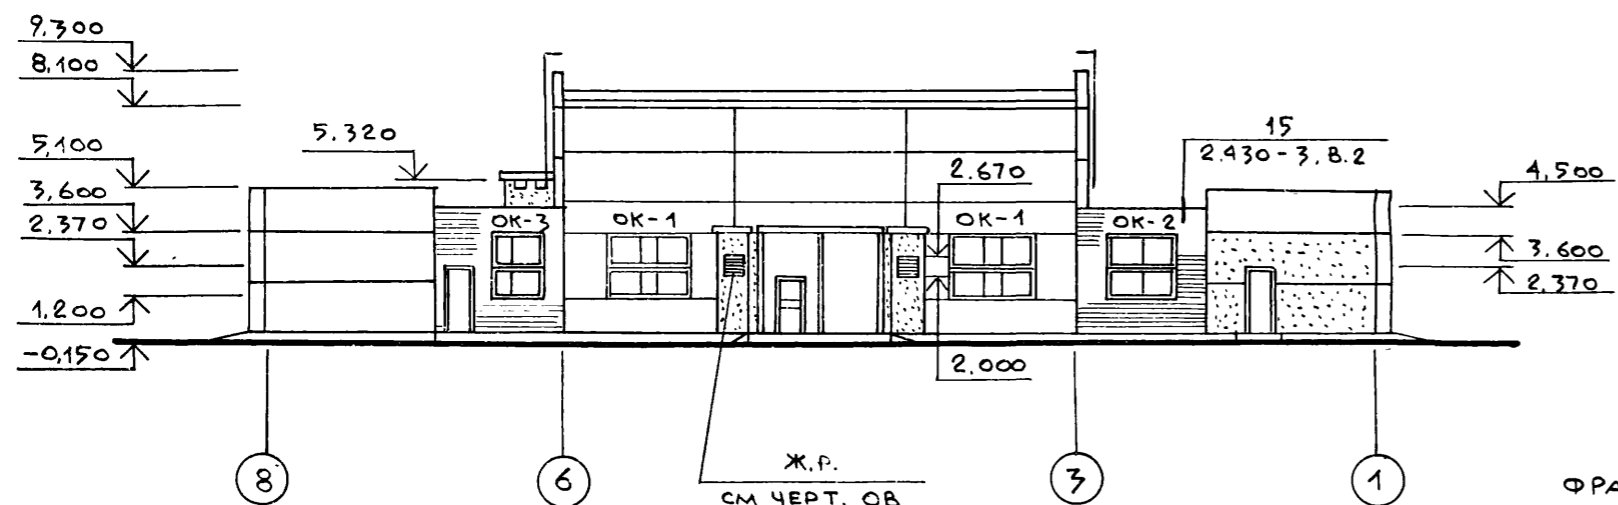 9,300
8,100
5,320
15
5,100
2.430-3. В.2
2.670
4,500
3,600
2,370
ОК-3
ОК-1
ОК-1
ОК-2
3.600
2,370
1,200
-0,150
2.000
8
6
Ж.Р.
СМ ЧЕРТ. ОВ
3
1
ФРА